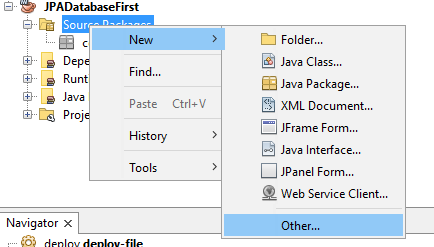 JPADatabaseFirst
Source Packages
c
Depe
Runt
Java
Proje
New
Find...
Paste Ctrl+V
History
Tools
Folder...
Java Class...
Java Package...
XML Document...
JFrame Form...
Java Interface...
JPanel Form...
Web Service Client...
Other...
Navigator ×
deploy deploy-file